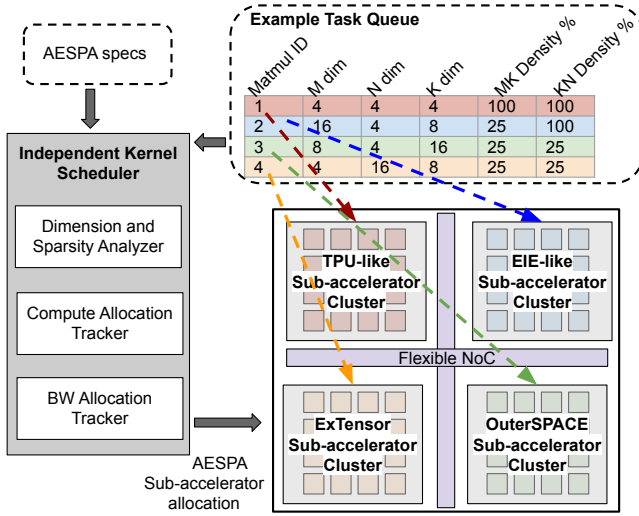 Example Task Queue
AESPA specs
Matmul ID
M dim
N dim
K dim
MK Density %
KN Density %
1 4 4 4 100 100
2 16 4 8 25 100
3 8 4 16 25 25
4 4 16 8 25 25
Independent Kernel
Scheduler
Dimension and
Sparsity Analyzer
Compute Allocation
Tracker
BW Allocation
Tracker
AESPA
Sub-accelerator
allocation
TPU-like
Sub-accelerator
Cluster
EIE-like
Sub-accelerator
Cluster
Flexible NoC
ExTensor
Sub-accelerator
Cluster
OuterSPACE
Sub-accelerator
Cluster